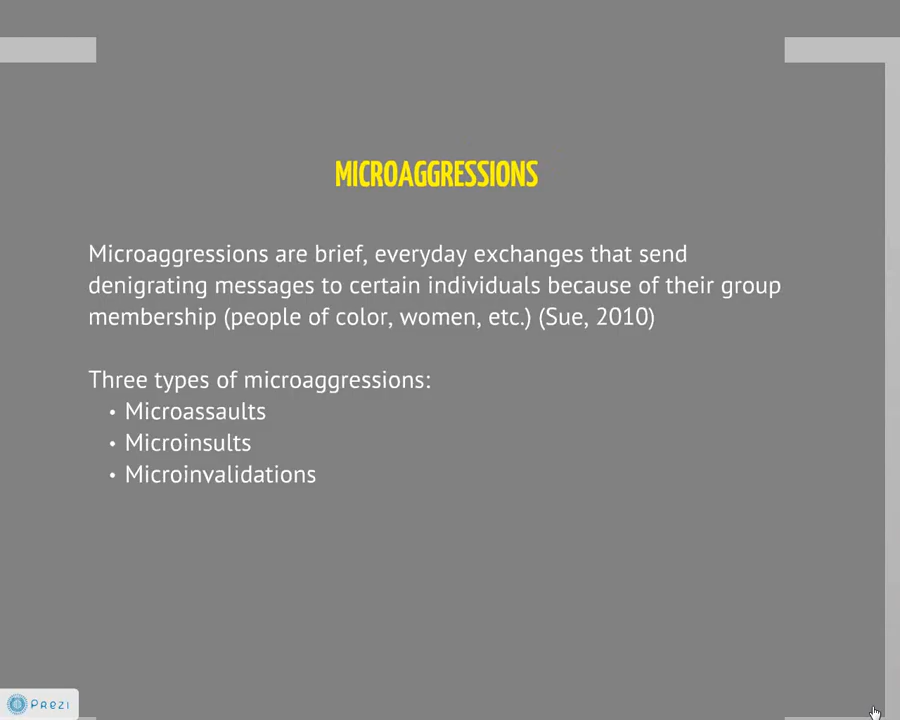 MICROAGGRESSIONS
Microaggressions are brief, everyday exchanges that send
denigrating messages to certain individuals because of their group
membership (people of color, women, etc.) (Sue, 2010)
Three types of microaggressions:
• Microassaults
• Microinsults
• Microinvalidations
Prezi